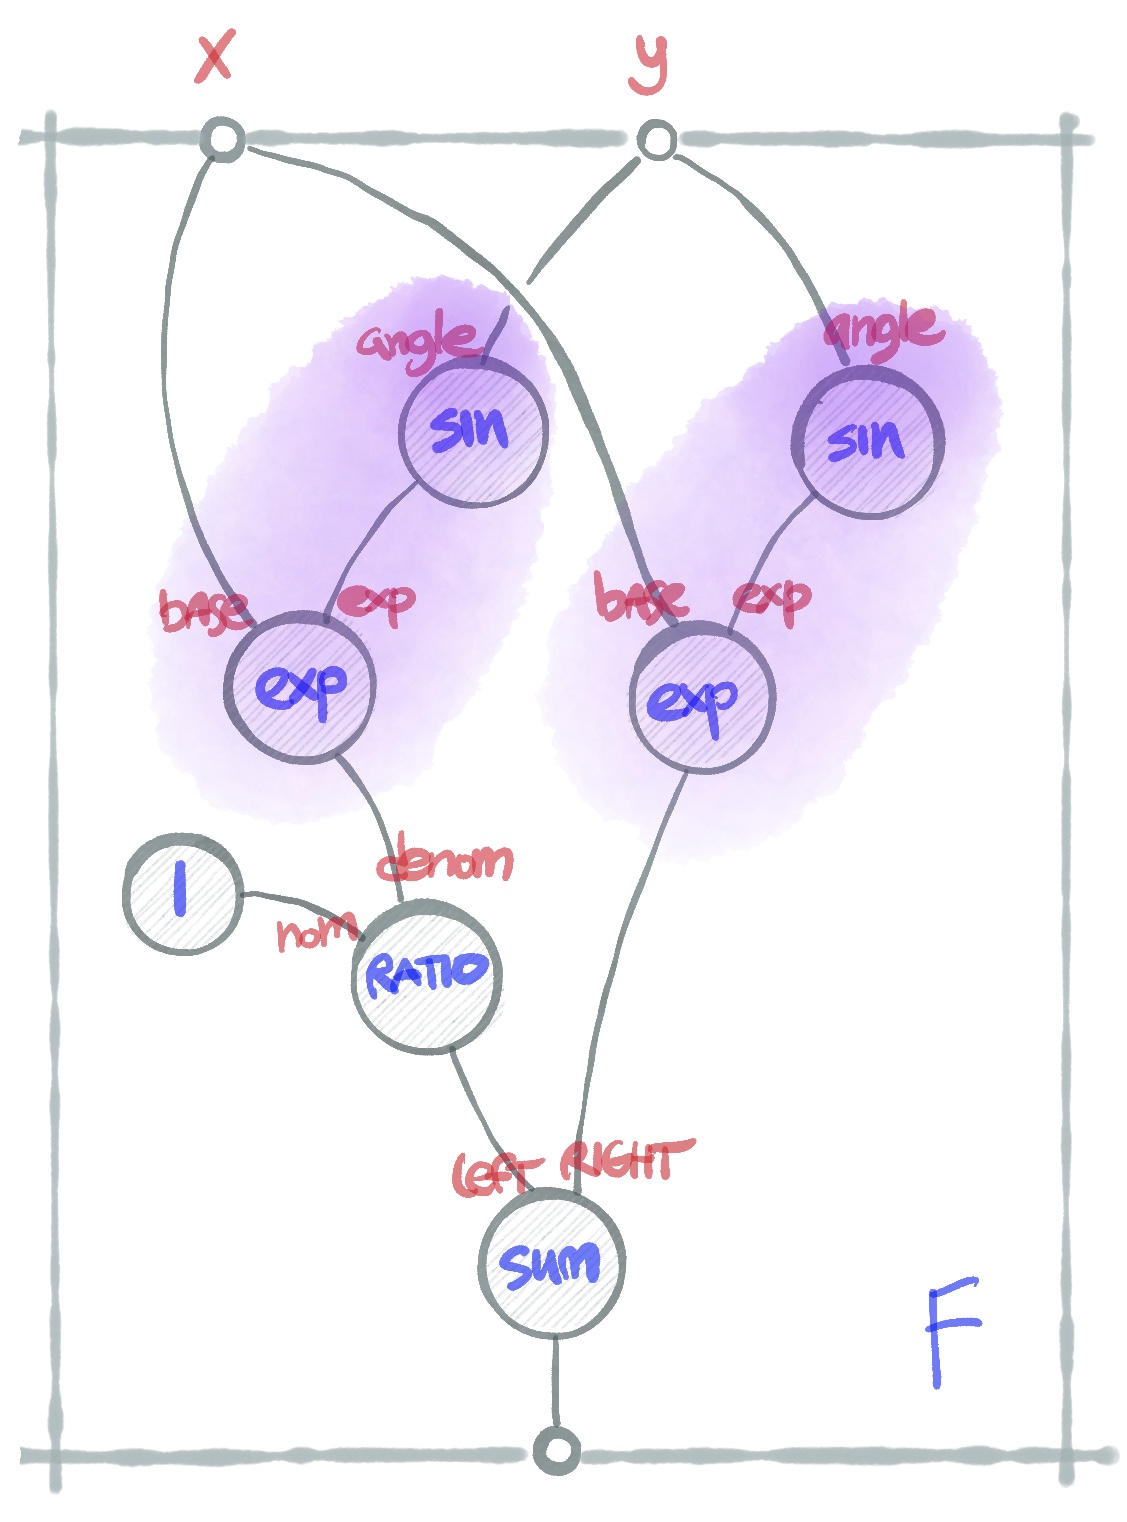 x
y
angle
angle
sin
sin
base
exp
base
exp
exp
exp
1
denom
nom
RATIO
left
RIGHT
sum
F